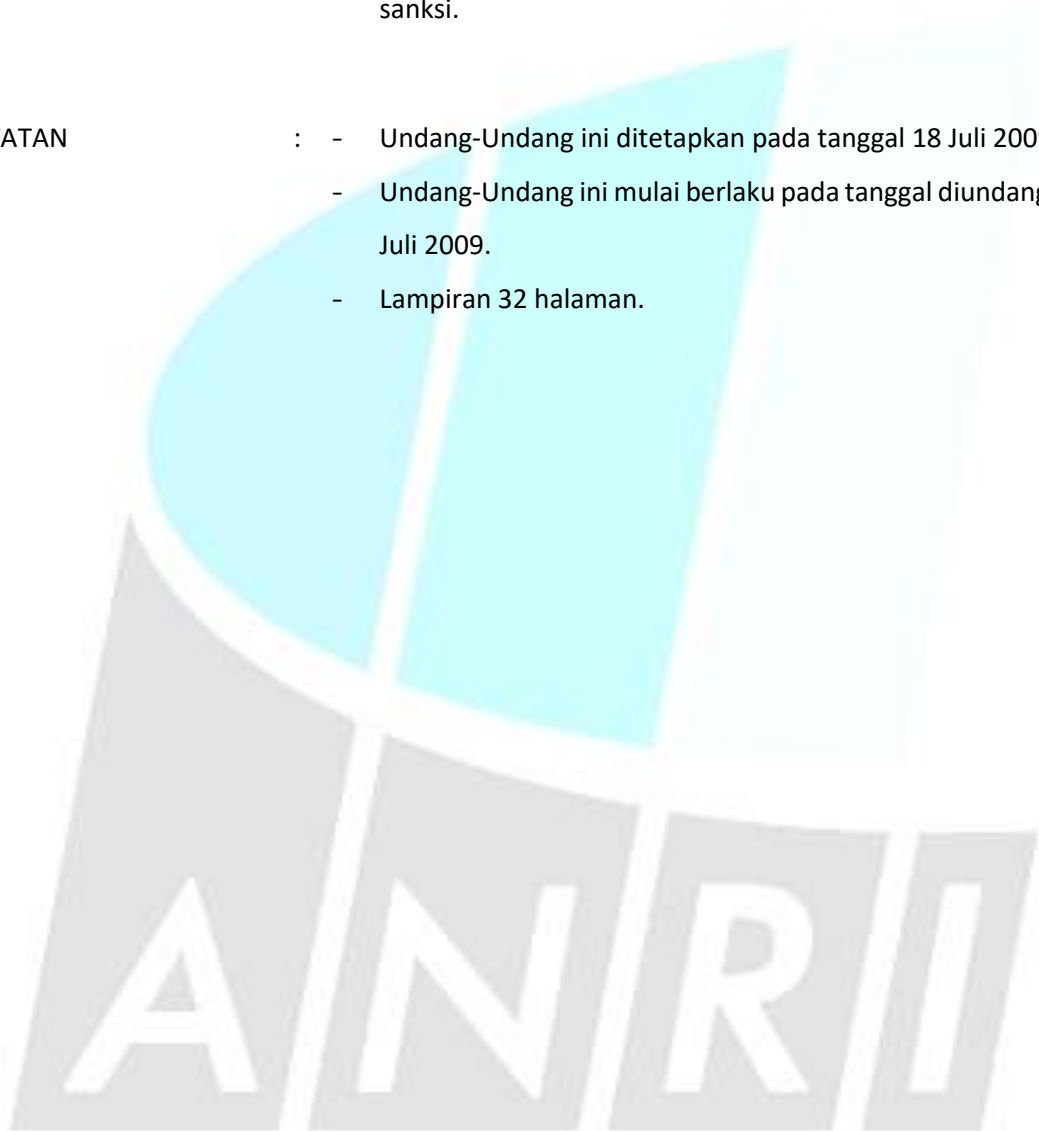 sanksi.
ATAN : - Undang-Undang ini ditetapkan pada tanggal 18 Juli 200
- Undang-Undang ini mulai berlaku pada tanggal diundang
Juli 2009.
- Lampiran 32 halaman.
ANRI